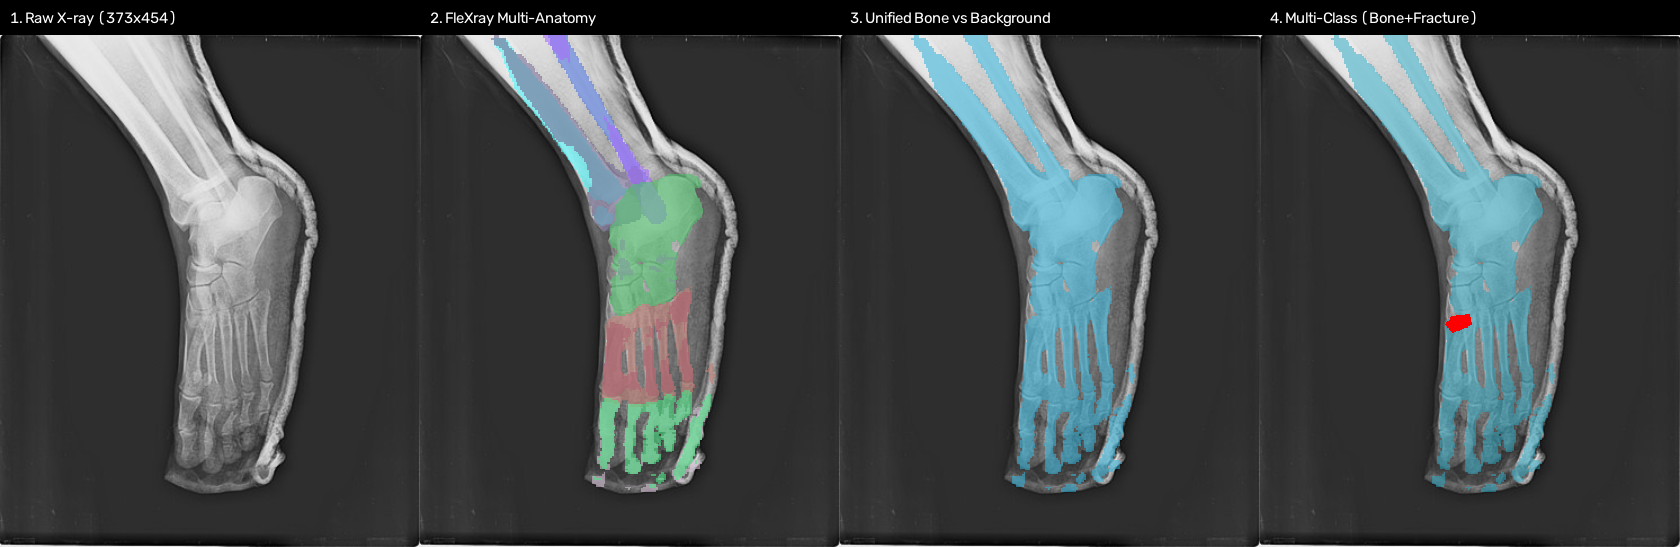 1. Raw X-ray (373x454)
2. FleXray Multi-Anatomy
3. Unified Bone vs Background
4. Multi-Class (Bone+Fracture)